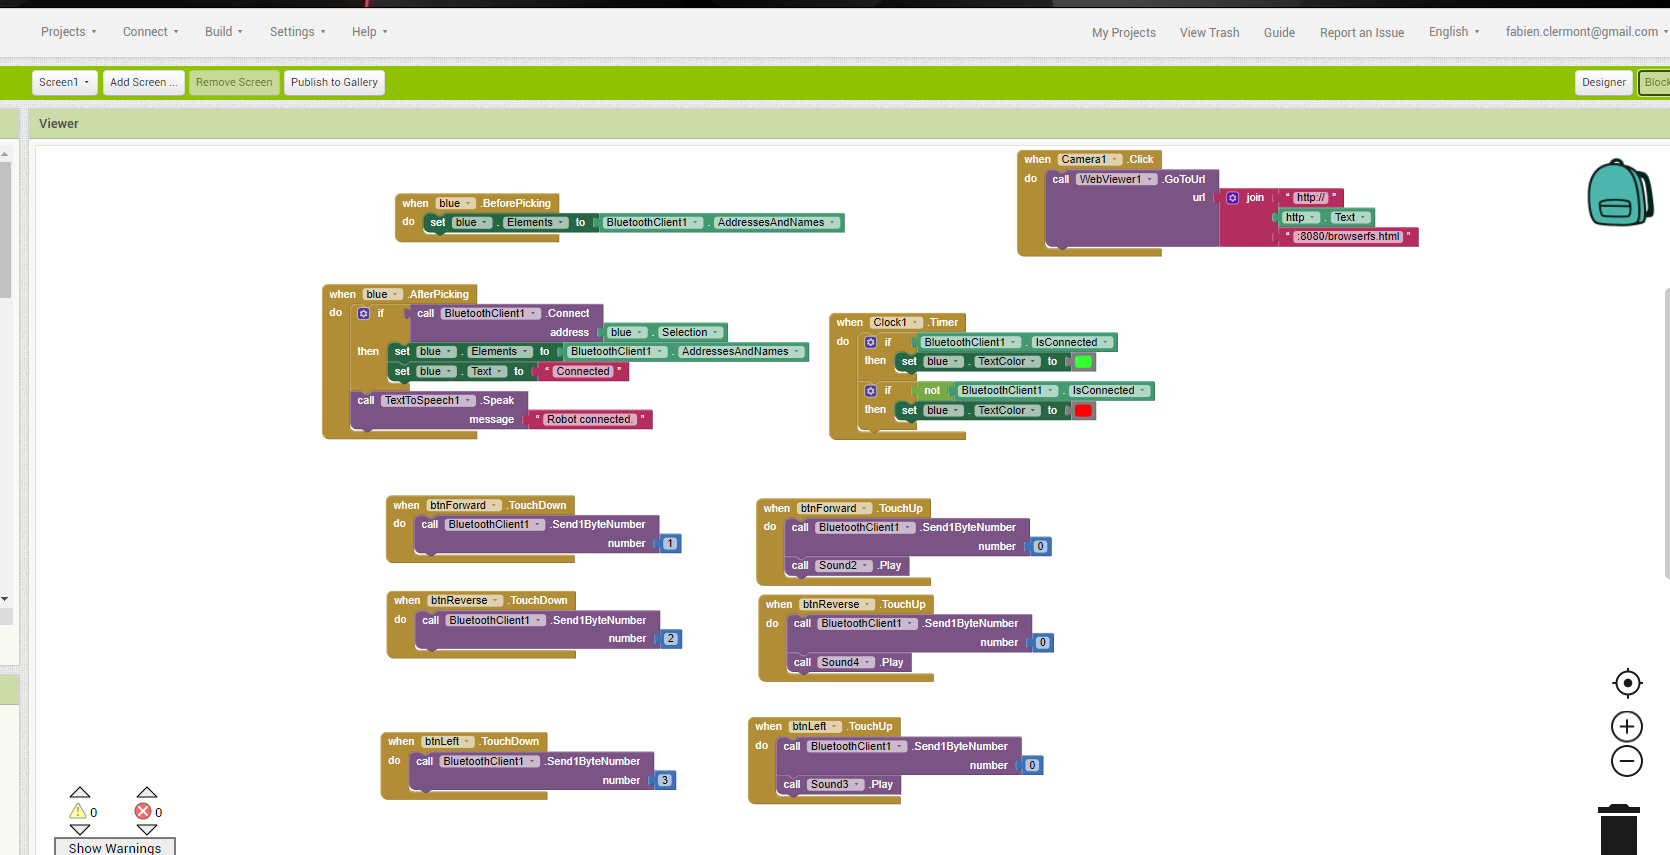 Projects Connect Build Settings Help My Projects View Trash Guide Report an Issue English fabien.clermont@gmail.com
Screen1 Add Screen ... Remove Screen Publish to Gallery Designer Block
Viewer
when Camera1 .Click
do call WebViewer1 .GoToUrl
url join " http:// "
http . Text
" :8080/browserfs.html "
when blue .BeforePicking
do set blue . Elements to BluetoothClient1 . AddressesAndNames
when blue .AfterPicking
do if call BluetoothClient1 .Connect
address blue . Selection
then set blue . Elements to BluetoothClient1 . AddressesAndNames
set blue . Text to " Connected "
call TextToSpeech1 .Speak
message " Robot connected. "
when Clock1 .Timer
do if BluetoothClient1 . IsConnected
then set blue . TextColor to
if not BluetoothClient1 . IsConnected
then set blue . TextColor to
when btnForward .TouchDown
do call BluetoothClient1 .Send1ByteNumber
number 1
when btnForward .TouchUp
do call BluetoothClient1 .Send1ByteNumber
number 0
call Sound2 .Play
when btnReverse .TouchDown
do call BluetoothClient1 .Send1ByteNumber
number 2
when btnReverse .TouchUp
do call BluetoothClient1 .Send1ByteNumber
number 0
call Sound4 .Play
when btnLeft .TouchDown
do call BluetoothClient1 .Send1ByteNumber
number 3
when btnLeft .TouchUp
do call BluetoothClient1 .Send1ByteNumber
number 0
call Sound3 .Play
0 0
Show Warnings